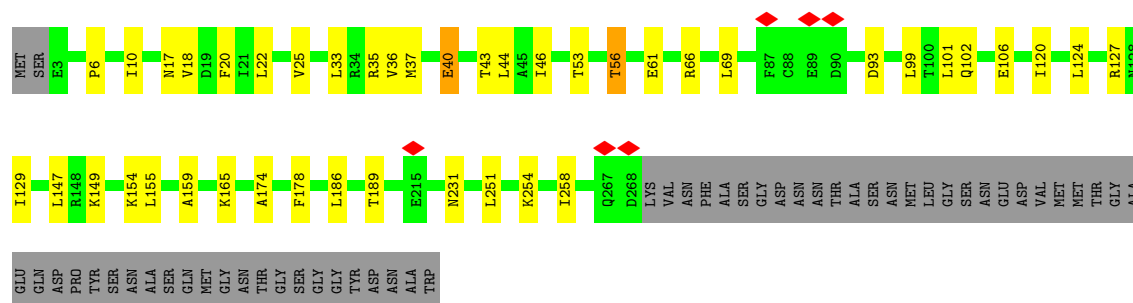 MET SER E3 P6 I10 N17 V18 D19 F20 I21 L22 V25 L33 R34 R35 V36 M37 E40 T43 L44 A45 I46 T53 T56 E61 R66 L69 F87 C88 E89 D90 D93 L99 T100 L101 Q102 E106 I120 L124 R127 N128
I129 L147 R148 K149 K154 L155 A159 K165 A174 F178 L186 T189 E215 N231 L251 K254 I258 Q267 D268 LYS VAL ASN PHE ALA SER GLY ASP ASN ASN THR ALA SER ASN MET LEU GLY SER ASN GLU ASP VAL MET MET THR GLY ALA
GLU GLN ASP PRO TYR SER ASN ALA SER GLN MET GLY ASN THR GLY SER GLY GLY TYR ASP ASN ALA TRP